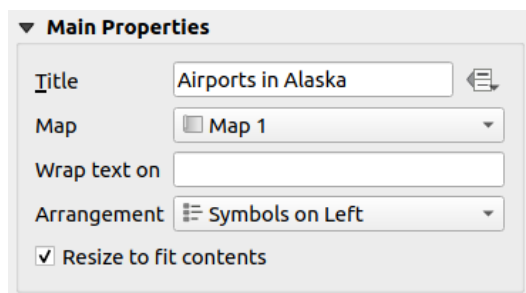 Main Properties
Title Airports in Alaska
Map Map 1
Wrap text on
Arrangement Symbols on Left
Resize to fit contents